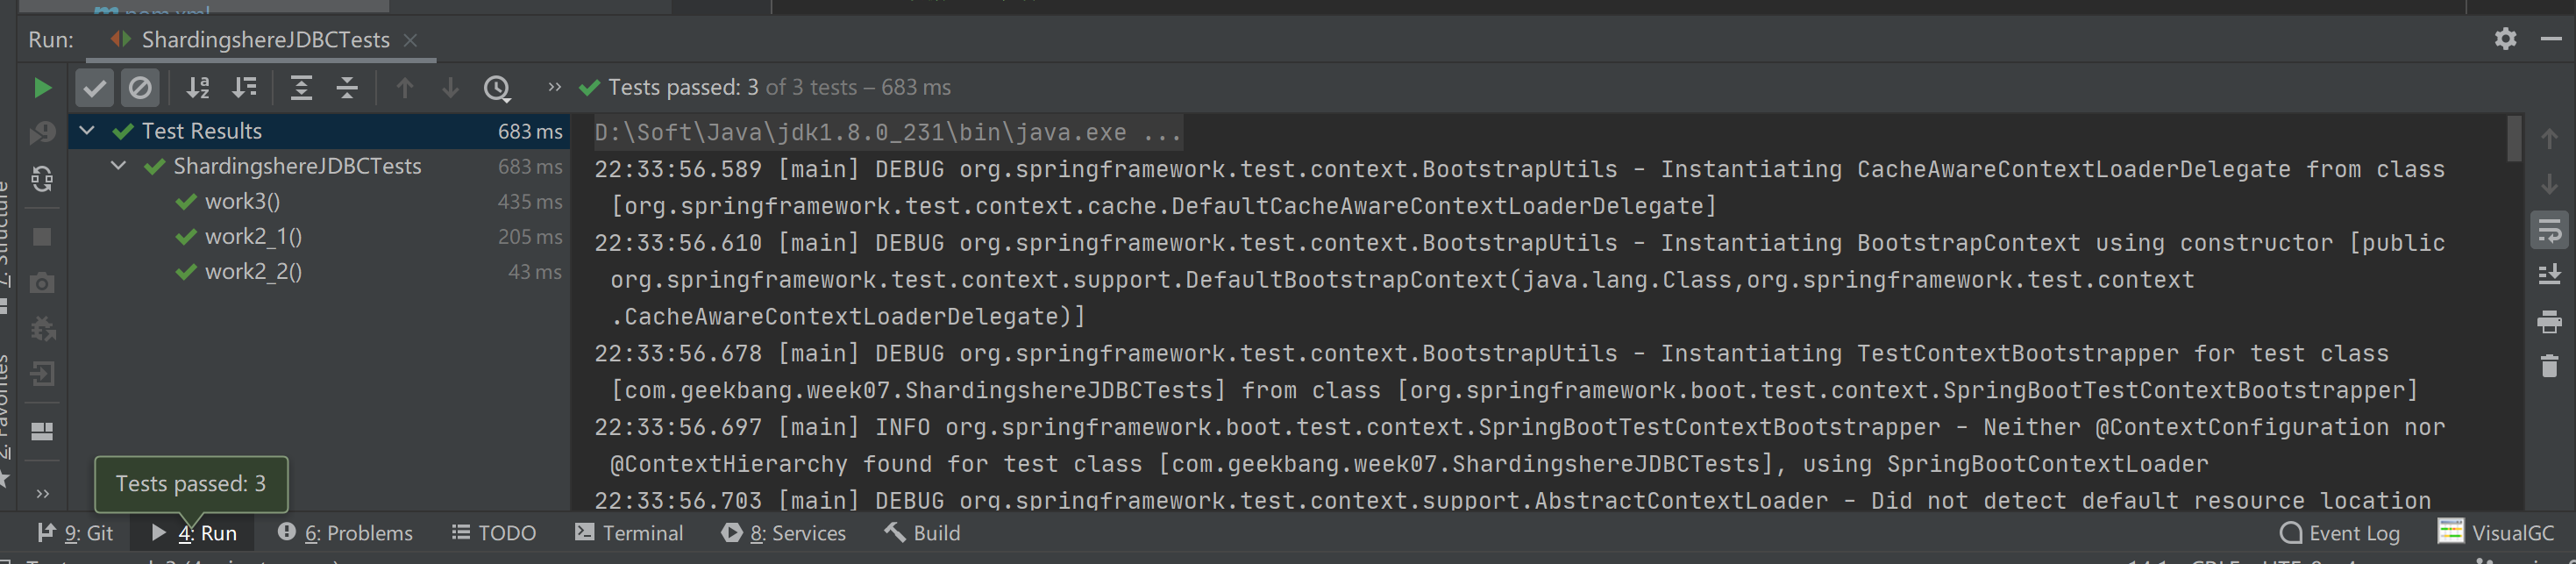 pom.xml
Run: ShardingshereJDBCTests
Tests passed: 3 of 3 tests – 683 ms
Test Results 683 ms
ShardingshereJDBCTests 683 ms
work3() 435 ms
work2_1() 205 ms
work2_2() 43 ms
D:\Soft\Java\jdk1.8.0_231\bin\java.exe ...
22:33:56.589 [main] DEBUG org.springframework.test.context.BootstrapUtils - Instantiating CacheAwareContextLoaderDelegate from class
[org.springframework.test.context.cache.DefaultCacheAwareContextLoaderDelegate]
22:33:56.610 [main] DEBUG org.springframework.test.context.BootstrapUtils - Instantiating BootstrapContext using constructor [public
org.springframework.test.context.support.DefaultBootstrapContext(java.lang.Class,org.springframework.test.context
.CacheAwareContextLoaderDelegate)]
22:33:56.678 [main] DEBUG org.springframework.test.context.BootstrapUtils - Instantiating TestContextBootstrapper for test class
[com.geekbang.week07.ShardingshereJDBCTests] from class [org.springframework.boot.test.context.SpringBootTestContextBootstrapper]
22:33:56.697 [main] INFO org.springframework.boot.test.context.SpringBootTestContextBootstrapper - Neither @ContextConfiguration nor
@ContextHierarchy found for test class [com.geekbang.week07.ShardingshereJDBCTests], using SpringBootContextLoader
22:33:56.703 [main] DEBUG org.springframework.test.context.support.AbstractContextLoader - Did not detect default resource location
7: Structure
2: Favorites
Tests passed: 3
9: Git 4: Run 6: Problems TODO Terminal 8: Services Build Event Log VisualGC